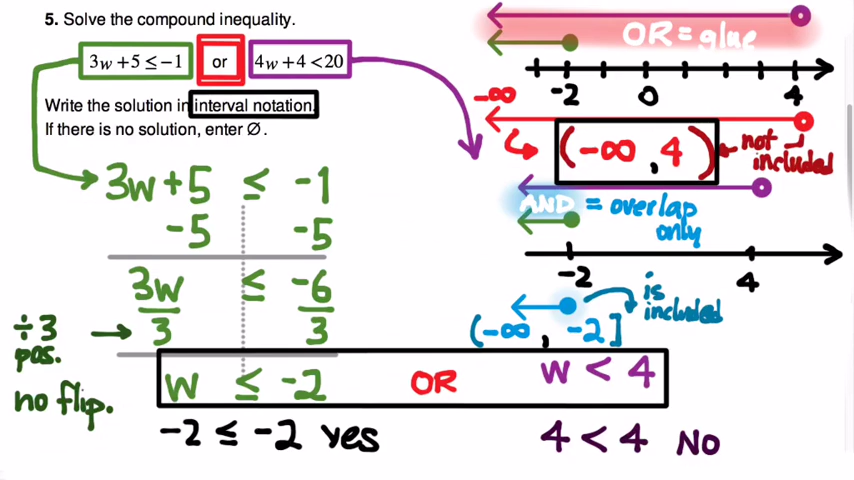 5. Solve the compound inequality.
3w + 5 ≤ −1 or 4w + 4 < 20
Write the solution in interval notation.
If there is no solution, enter Ø.
OR = glue
-2 0 4
-∞
(-∞, 4)
not included
AND = overlap only
-2 4
is included
(-∞, -2]
3w + 5 ≤ -1
-5 -5
3w ≤ -6
3 3
÷3 pos. no flip.
w ≤ -2 OR w < 4
-2 ≤ -2 yes 4 < 4 NO